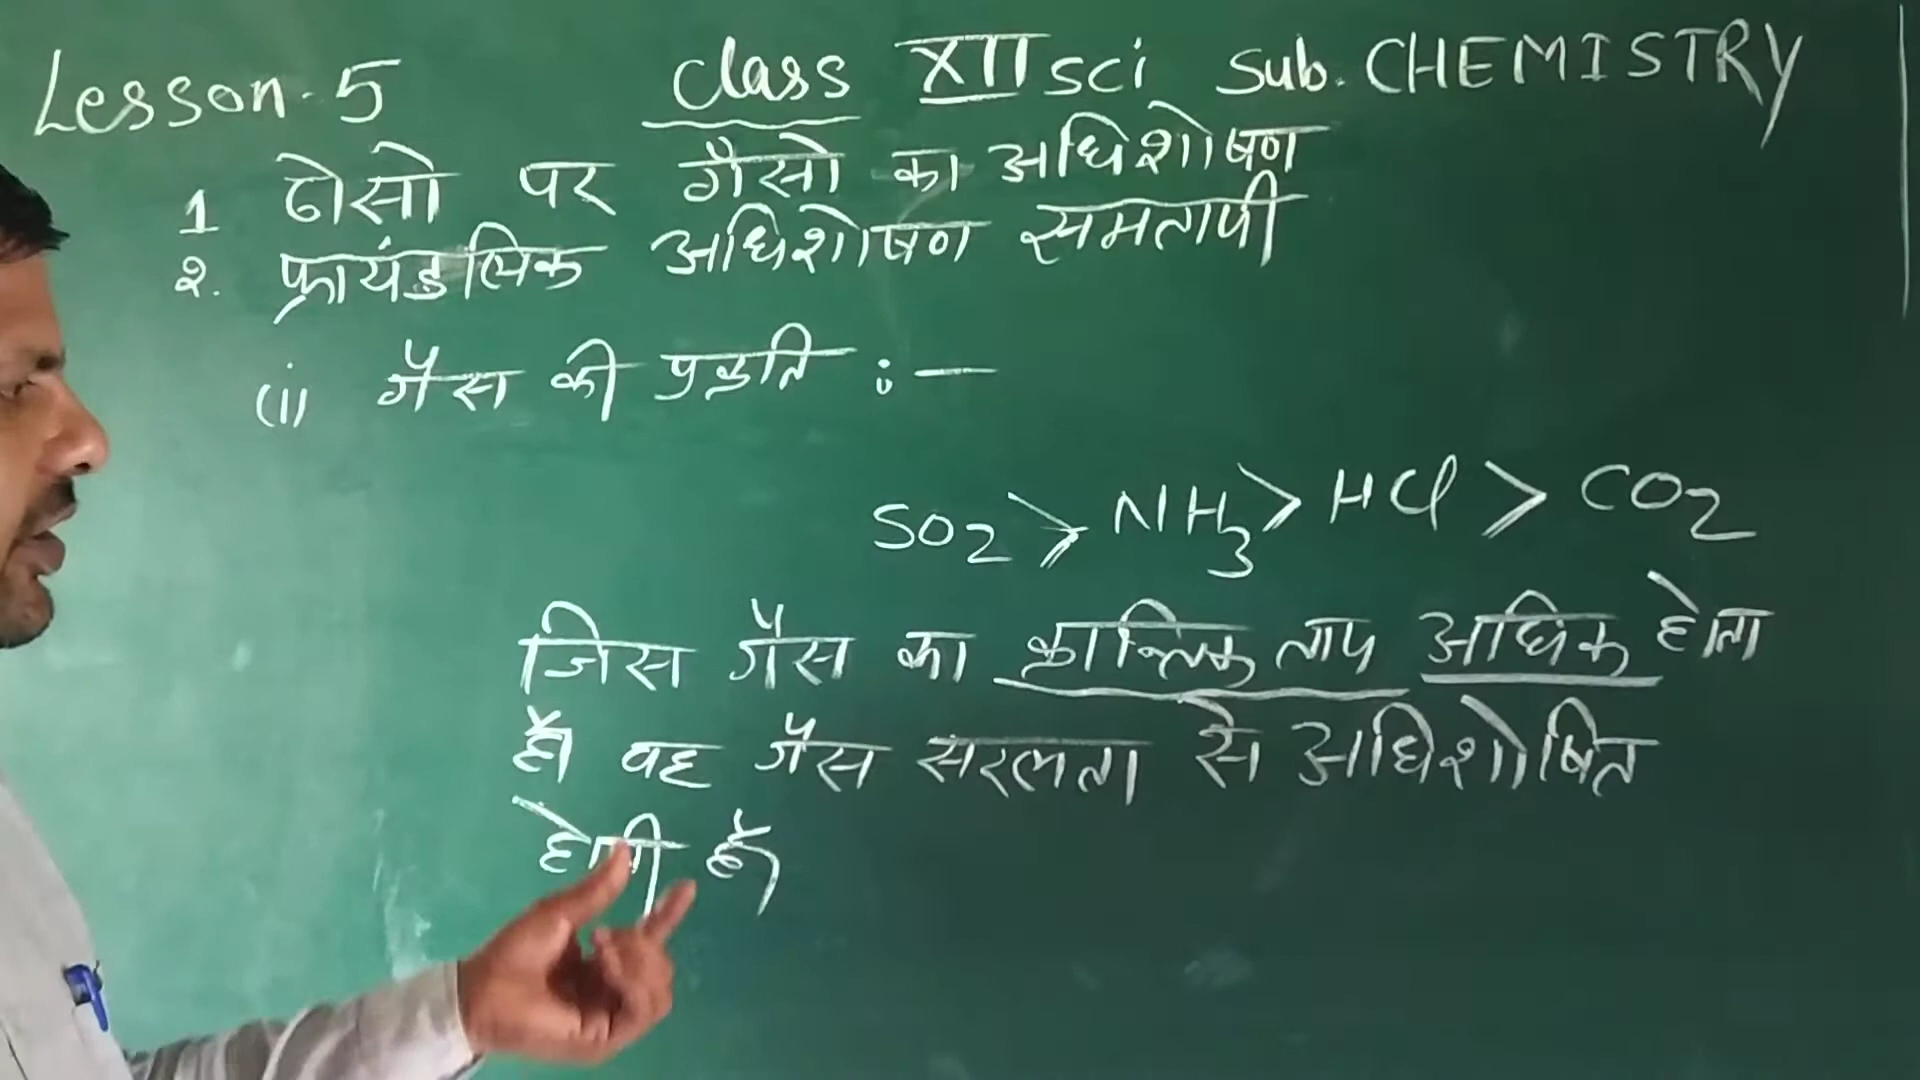 Lesson-5 Class XII sci Sub. CHEMISTRY
1 ठोसो पर गैसो का अधिशोषण
२. फ्रायंडलिक अधिशोषण समतापी
(i) गैस की प्रकृति :—
SO2 > NH3 > HCl > CO2
जिस गैस का क्रान्तिक ताप अधिक होता
है वह गैस सरलता से अधिशोषित
होती है